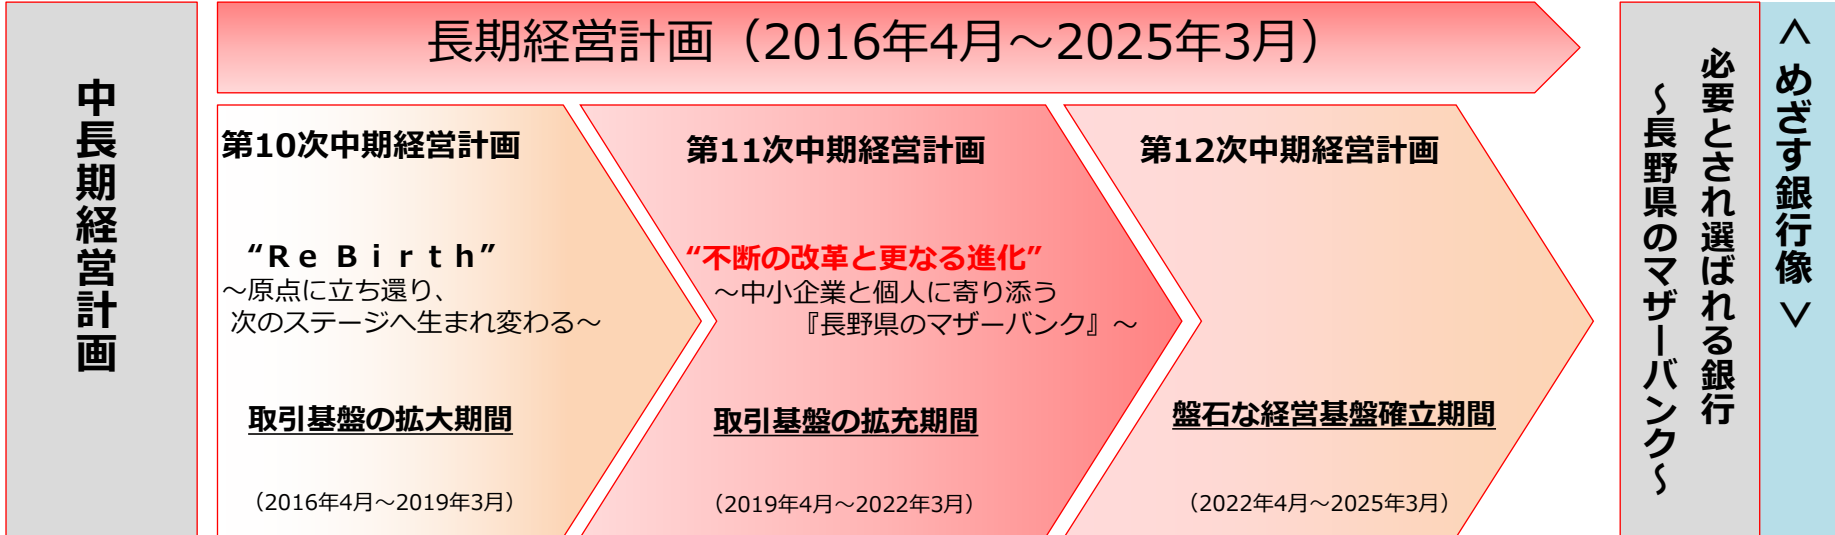 中長期経営計画
長期経営計画（2016年4月～2025年3月）
第10次中期経営計画
“Ｒｅ Ｂｉｒｔｈ”
～原点に立ち還り、
次のステージへ生まれ変わる～
取引基盤の拡大期間
（2016年4月～2019年3月）
第11次中期経営計画
“不断の改革と更なる進化”
～中小企業と個人に寄り添う
『長野県のマザーバンク』～
取引基盤の拡充期間
（2019年4月～2022年3月）
第12次中期経営計画
盤石な経営基盤確立期間
（2022年4月～2025年3月）
＜めざす銀行像＞
必要とされ選ばれる銀行
～長野県のマザーバンク～